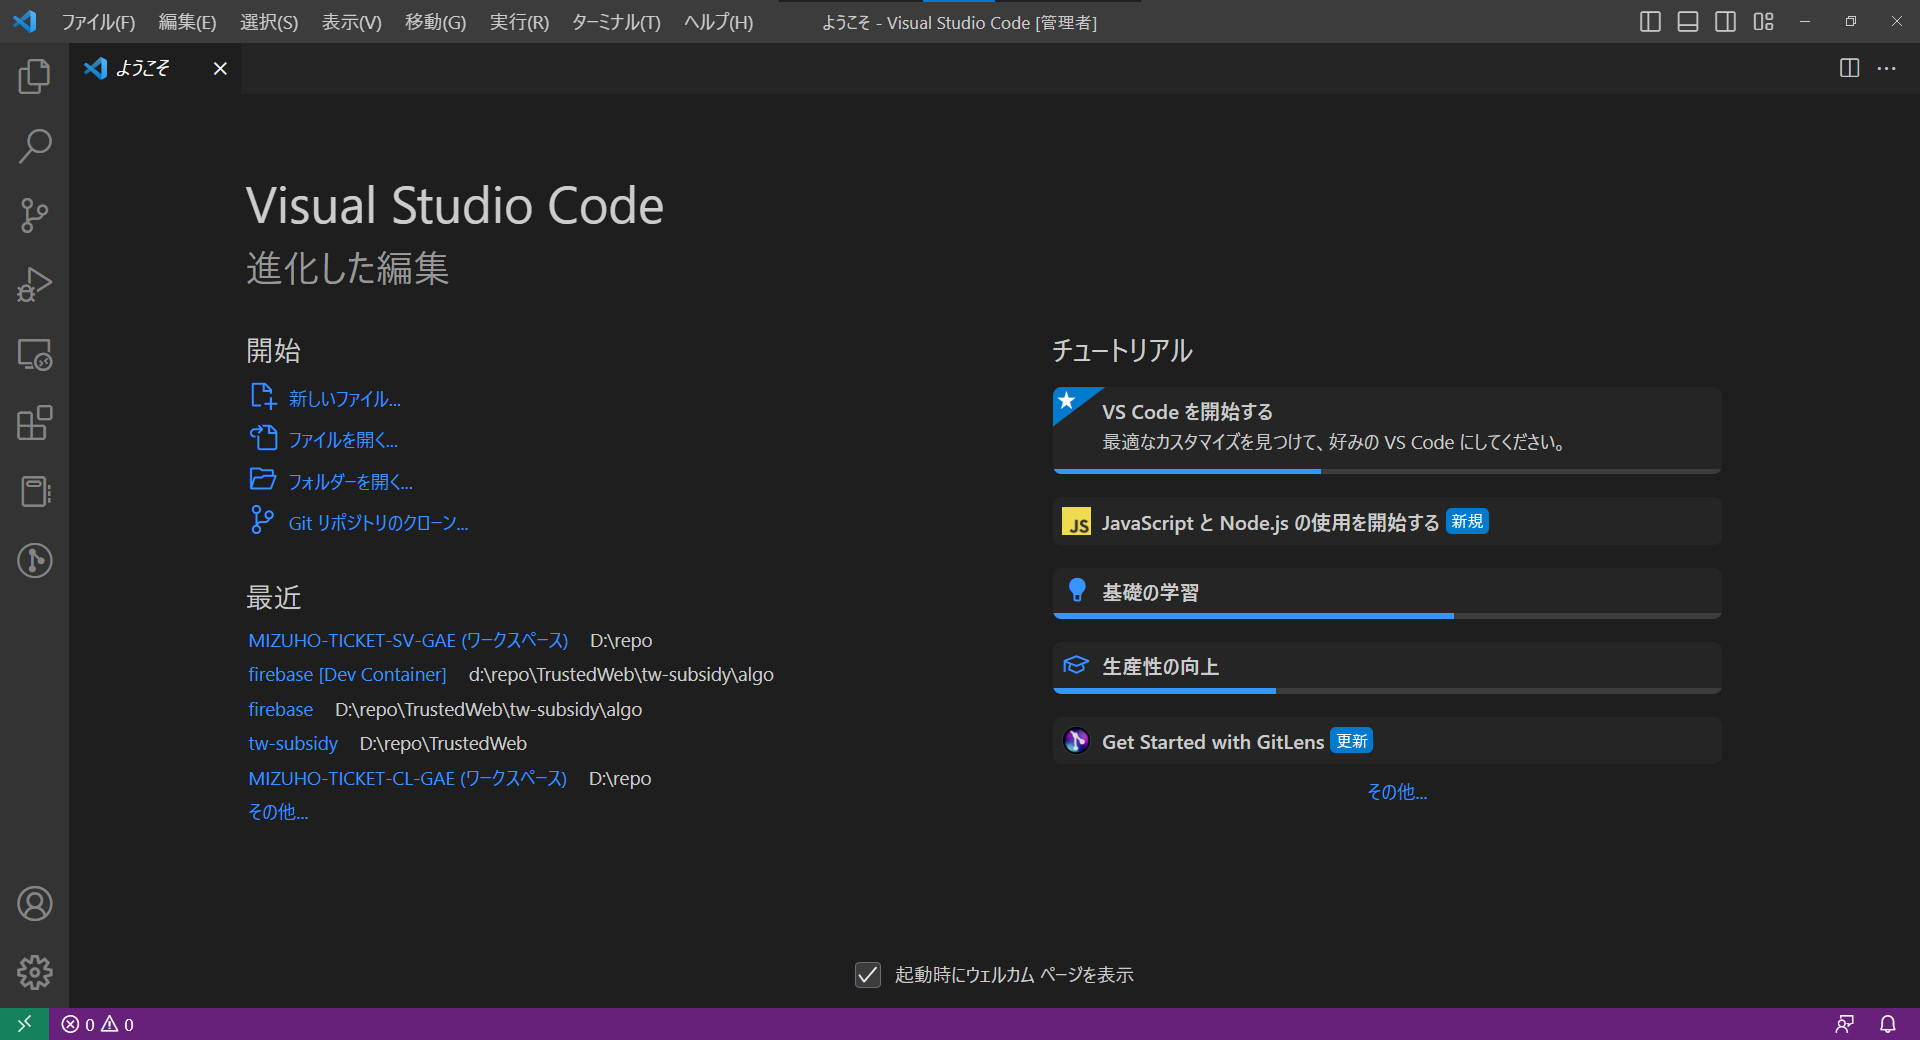 ファイル(F) 編集(E) 選択(S) 表示(V) 移動(G) 実行(R) ターミナル(T) ヘルプ(H) ようこそ - Visual Studio Code [管理者]
ようこそ
Visual Studio Code
進化した編集
開始
新しいファイル...
ファイルを開く...
フォルダーを開く...
Git リポジトリのクローン...
最近
MIZUHO-TICKET-SV-GAE (ワークスペース) D:\repo
firebase [Dev Container] d:\repo\TrustedWeb\tw-subsidy\algo
firebase D:\repo\TrustedWeb\tw-subsidy\algo
tw-subsidy D:\repo\TrustedWeb
MIZUHO-TICKET-CL-GAE (ワークスペース) D:\repo
その他...
チュートリアル
VS Code を開始する
最適なカスタマイズを見つけて、好みの VS Code にしてください。
JS JavaScript と Node.js の使用を開始する 新規
基礎の学習
生産性の向上
Get Started with GitLens 更新
その他...
起動時にウェルカム ページを表示
0 0